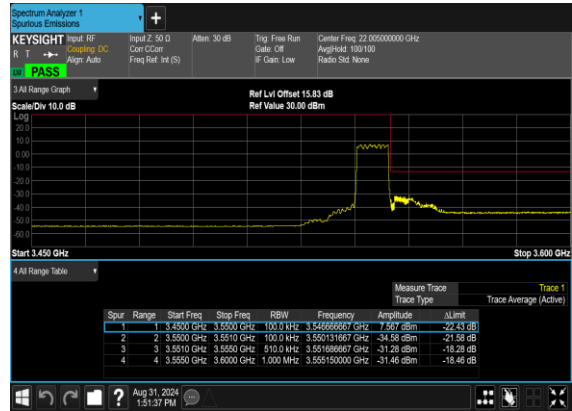 Spectrum Analyzer 1
Spurious Emissions
KEYSIGHT Input: RF Input Z: 50 Ω Atten: 30 dB Trig: Free Run Center Freq: 22.005000000 GHz
R T Coupling: DC Corr CCorr Gate: Off Avg|Hold: 100/100
Align: Auto Freq Ref: Int (S) IF Gain: Low Radio Std: None
PASS
3 All Range Graph
Ref Lvl Offset 15.83 dB
Scale/Div 10.0 dB Ref Value 30.00 dBm
Log
20.0
10.0
0.00
-10.0
-20.0
-30.0
-40.0
-50.0
-60.0
Start 3.450 GHz Stop 3.600 GHz
4 All Range Table
Measure Trace Trace 1
Trace Type Trace Average (Active)
Spur Range Start Freq Stop Freq RBW Frequency Amplitude ΔLimit
1 1 3.4500 GHz 3.5500 GHz 100.0 kHz 3.546666667 GHz 7.567 dBm -22.43 dB
2 2 3.5500 GHz 3.5510 GHz 100.0 kHz 3.550131667 GHz -34.58 dBm -21.58 dB
3 3 3.5510 GHz 3.5550 GHz 510.0 kHz 3.551686667 GHz -31.28 dBm -18.28 dB
4 4 3.5550 GHz 3.6000 GHz 1.000 MHz 3.555150000 GHz -31.46 dBm -18.46 dB
Aug 31, 2024
1:51:37 PM